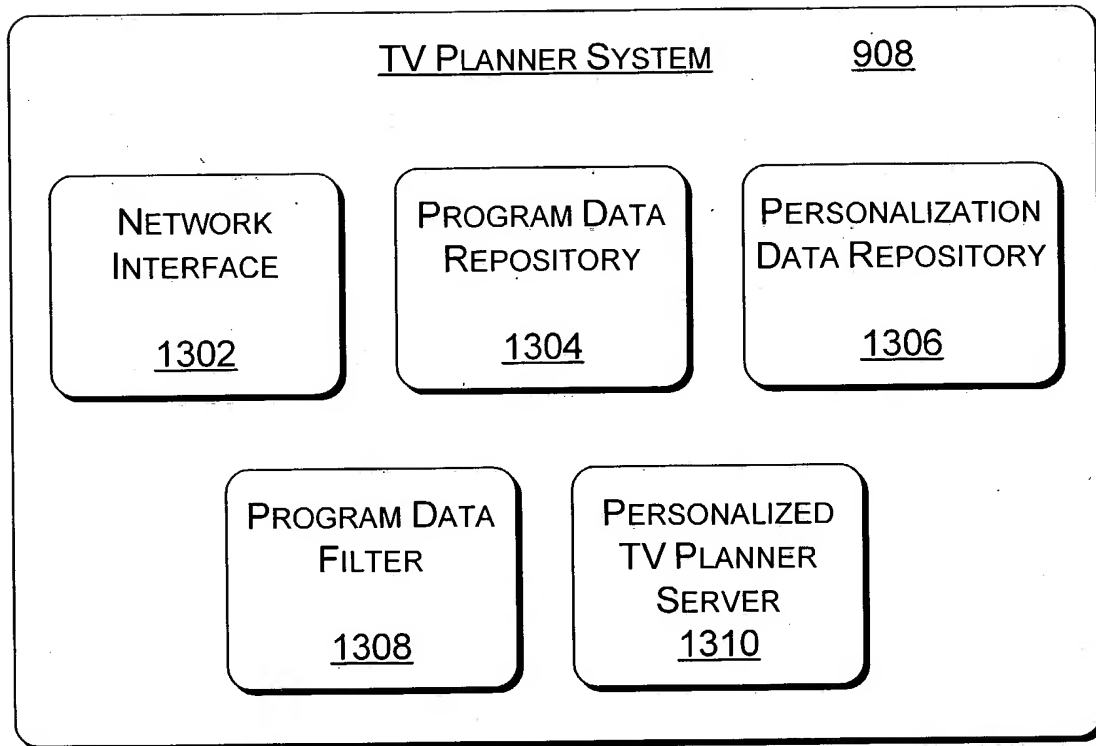 TV PLANNER SYSTEM 908
NETWORK
INTERFACE
1302
PROGRAM DATA
REPOSITORY
1304
PERSONALIZATION
DATA REPOSITORY
1306
PROGRAM DATA
FILTER
1308
PERSONALIZED
TV PLANNER
SERVER
1310